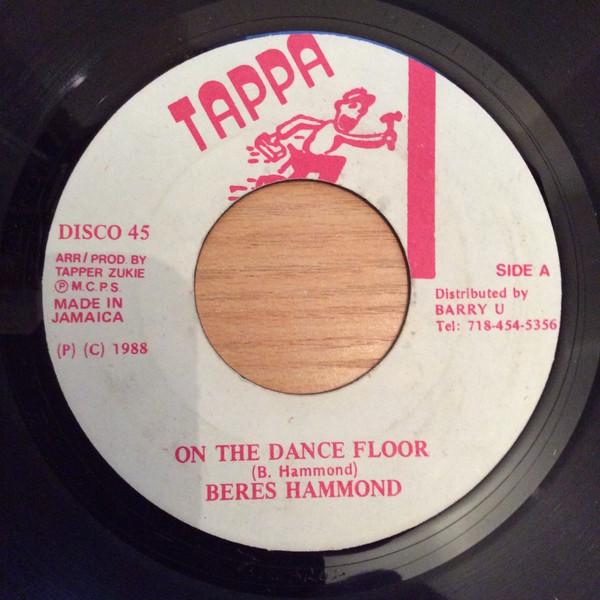 TAPPA
DISCO 45
ARR/PROD. BY
TAPPER ZUKIE
Ⓟ M.C.P.S.
MADE IN
JAMAICA
(P) (C) 1988
SIDE A
Distributed by
BARRY U
Tel: 718-454-5356
ON THE DANCE FLOOR
(B. Hammond)
BERES HAMMOND